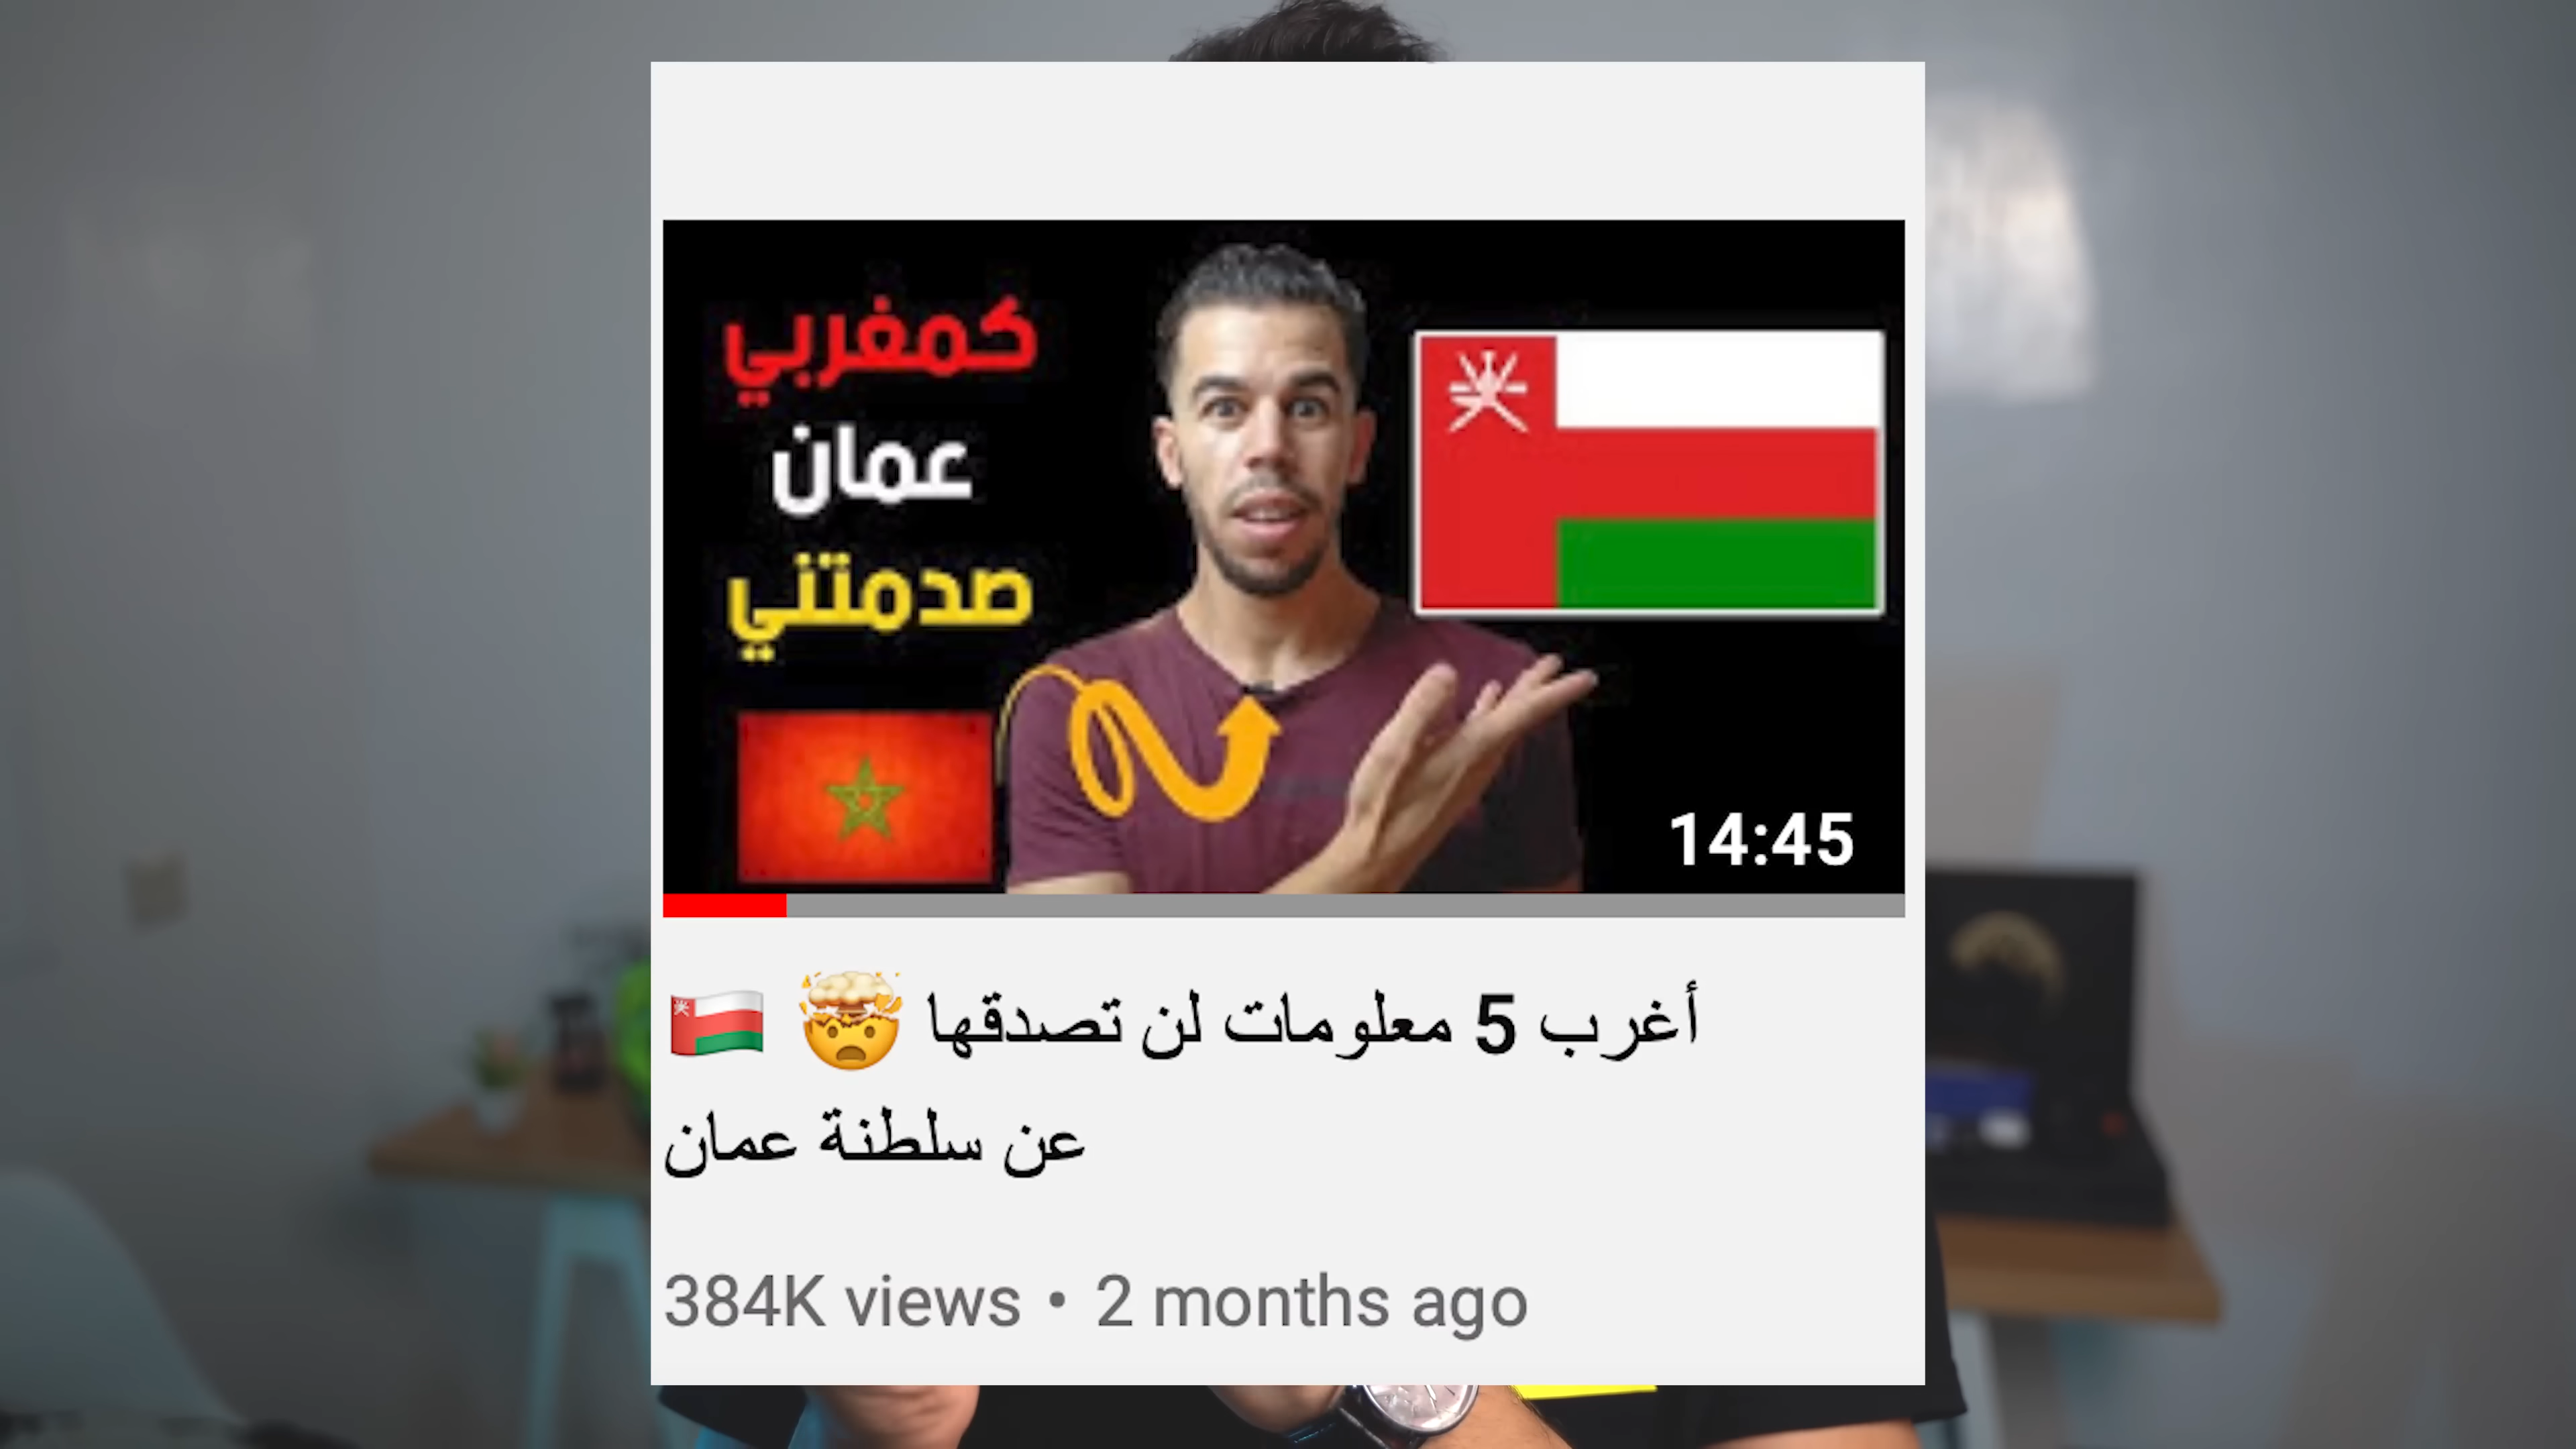 كمغربي
عمان
صدمتني
14:45
أغرب 5 معلومات لن تصدقها 🤯 🇴🇲
عن سلطنة عمان
384K views • 2 months ago